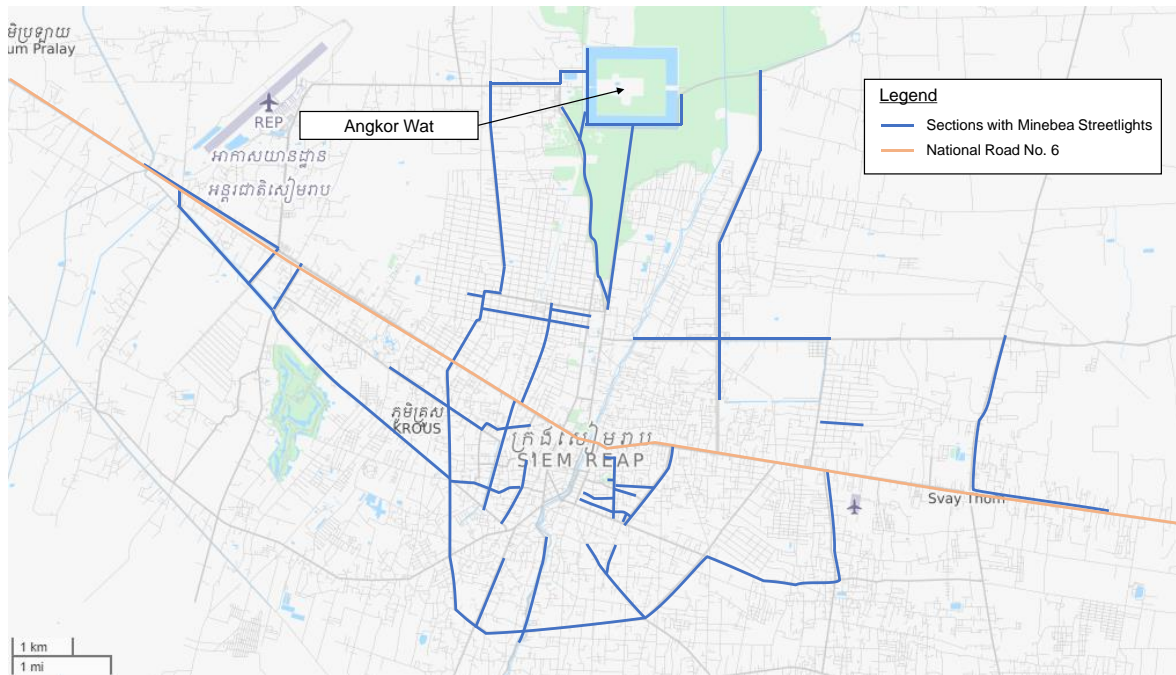 មិប្រឡាយ
um Pralay
REP
អាកាសយានដ្ឋាន
អន្តរជាតិសៀមរាប
Angkor Wat
Legend
Sections with Minebea Streetlights
National Road No. 6
ភូមិគ្រួស
KROUS
ក្រុងសៀមរាប
SIEM REAP
Svay Thom
1 km
1 mi